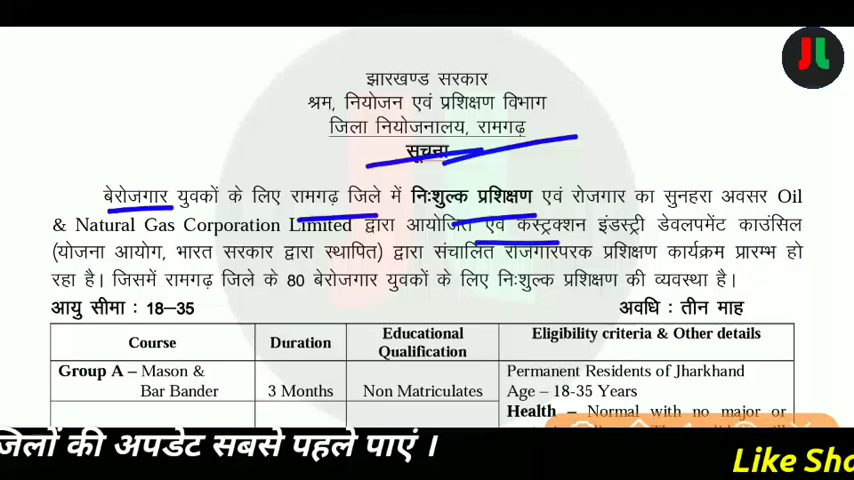 झारखण्ड सरकार
श्रम, नियोजन एवं प्रशिक्षण विभाग
जिला नियोजनालय, रामगढ़
सूचना
बेरोजगार युवकों के लिए रामगढ़ जिले में निःशुल्क प्रशिक्षण एवं रोजगार का सुनहरा अवसर Oil
& Natural Gas Corporation Limited द्वारा आयोजित एवं कंस्ट्रक्शन इंडस्ट्री डेवलपमेंट काउंसिल
(योजना आयोग, भारत सरकार द्वारा स्थापित) द्वारा संचालित रोजगारपरक प्रशिक्षण कार्यक्रम प्रारम्भ हो
रहा है। जिसमें रामगढ़ जिले के 80 बेरोजगार युवकों के लिए निःशुल्क प्रशिक्षण की व्यवस्था है।
आयु सीमा : 18–35 अवधि : तीन माह
Course Duration Educational Qualification Eligibility criteria & Other details
Group A – Mason & Bar Bander 3 Months Non Matriculates Permanent Residents of Jharkhand
Age – 18-35 Years
Health – Normal with no major or
जिलों की अपडेट सबसे पहले पाएं ।
Like